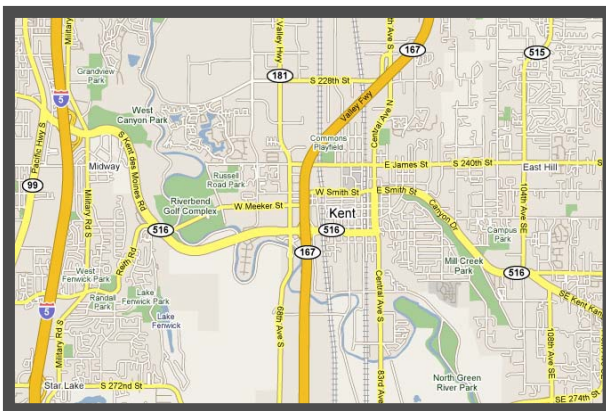 Military
Valley Hwy
Central Ave N
167
515
Grandview
Park
181
S 228th St
5
West
Canyon Park
Valley Fwy
Pacific Hwy S
S Kent des Moines Rd
Commons
Playfield
Midway
E James St
S 240th St
East Hill
99
Russell
Road Park
W Smith St
E Smith St
Riverbend
Golf Complex
W Meeker St
Kent
Canyon Dr
104th Ave SE
Military Rd S
516
516
Campus
Park
Reith Rd
167
Mill Creek
Park
516
West
Fenwick Park
Lake
Fenwick Park
Randall
Park
5
Lake
Fenwick
68th Ave S
Central Ave S
SE Kent Kan
108th Ave SE
Military Rd S
Star Lake
S 272nd St
83rd Av
North Green
River Park
SE 274th